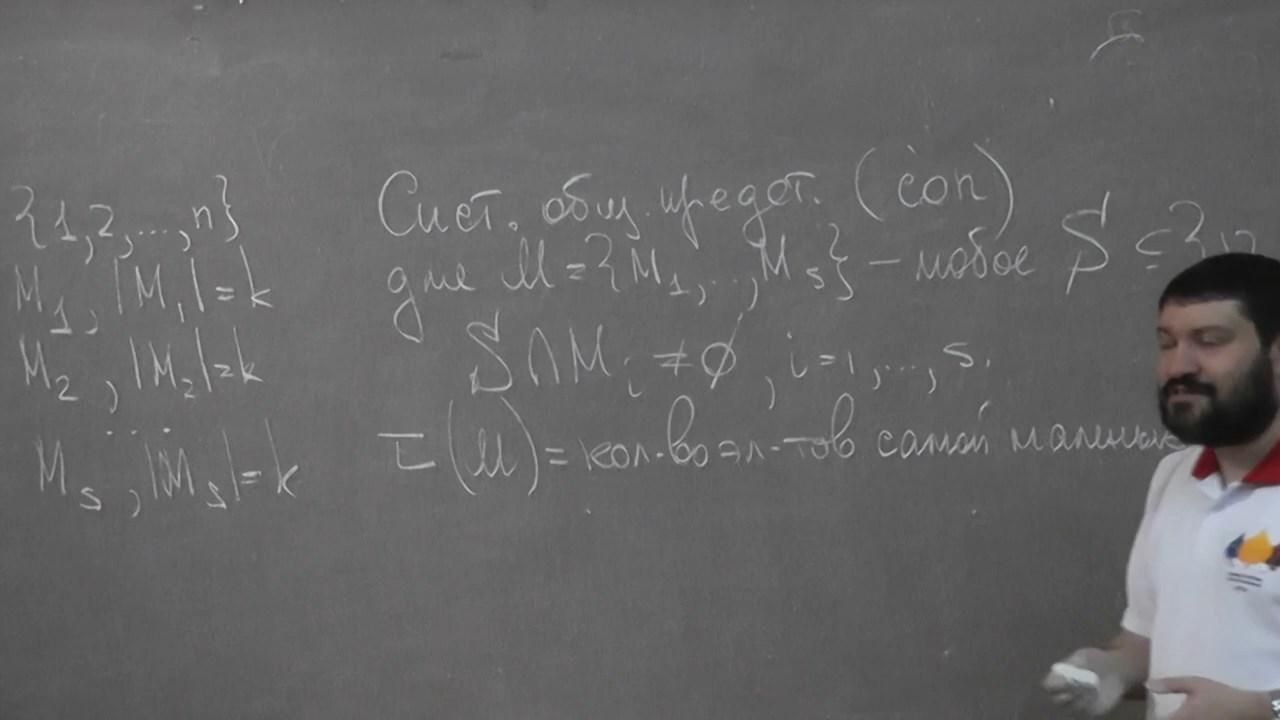 {1,2,...,n}
M₁, |M₁|=k
M₂, |M₂|=k
...
Mₛ, |Mₛ|=k
Сист. общ. предст. (соп)
для M={M₁,..,Mₛ} – любое S ⊆ {1,
S∩Mᵢ ≠ ∅, i=1,...,s.
τ(M) = кол-во эл-тов самой маленьк